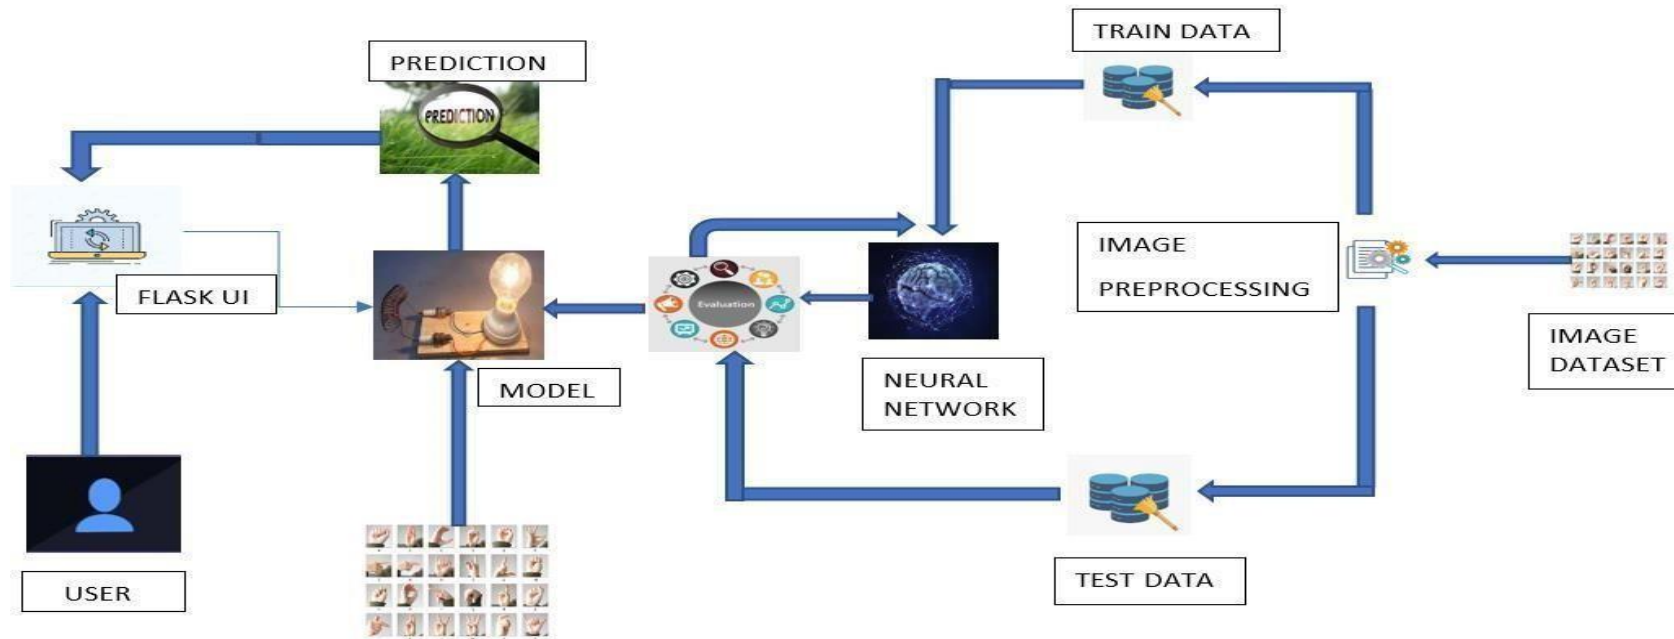 TRAIN DATA
PREDICTION
PREDICTION
IMAGE
PREPROCESSING
FLASK UI
Evaluation
IMAGE
DATASET
NEURAL
NETWORK
MODEL
TEST DATA
USER